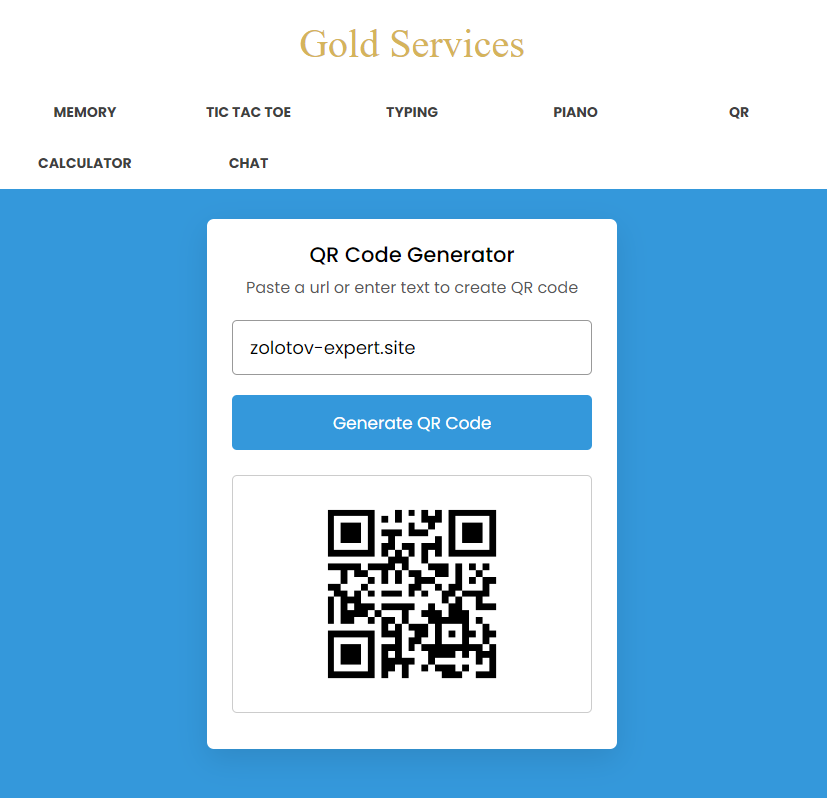 Gold Services
MEMORY TIC TAC TOE TYPING PIANO QR
CALCULATOR CHAT
QR Code Generator
Paste a url or enter text to create QR code
zolotov-expert.site
Generate QR Code